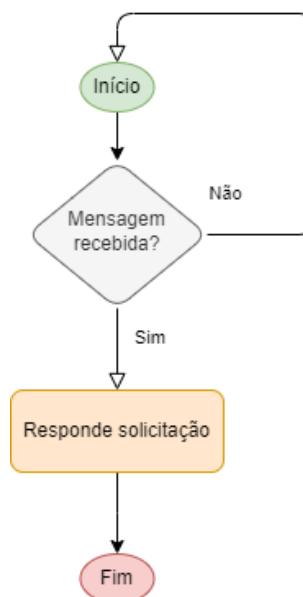 Início
Não
Mensagem
recebida?
Sim
Responde solicitação
Fim